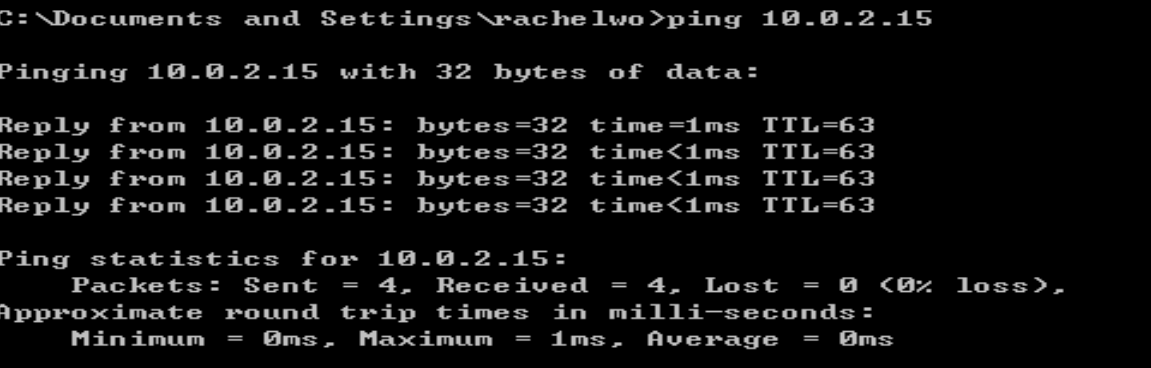 C:\Documents and Settings\rachelwo>ping 10.0.2.15
Pinging 10.0.2.15 with 32 bytes of data:
Reply from 10.0.2.15: bytes=32 time=1ms TTL=63
Reply from 10.0.2.15: bytes=32 time<1ms TTL=63
Reply from 10.0.2.15: bytes=32 time<1ms TTL=63
Reply from 10.0.2.15: bytes=32 time<1ms TTL=63
Ping statistics for 10.0.2.15:
Packets: Sent = 4, Received = 4, Lost = 0 (0% loss),
Approximate round trip times in milli-seconds:
Minimum = 0ms, Maximum = 1ms, Average = 0ms